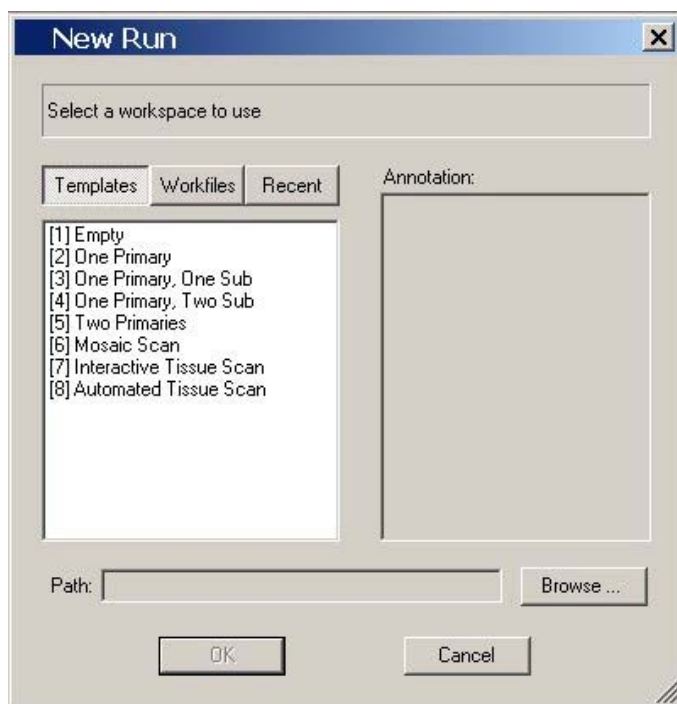 New Run
Select a workspace to use
Templates Workfiles Recent
Annotation:
[1] Empty
[2] One Primary
[3] One Primary, One Sub
[4] One Primary, Two Sub
[5] Two Primaries
[6] Mosaic Scan
[7] Interactive Tissue Scan
[8] Automated Tissue Scan
Path:
Browse ...
OK
Cancel